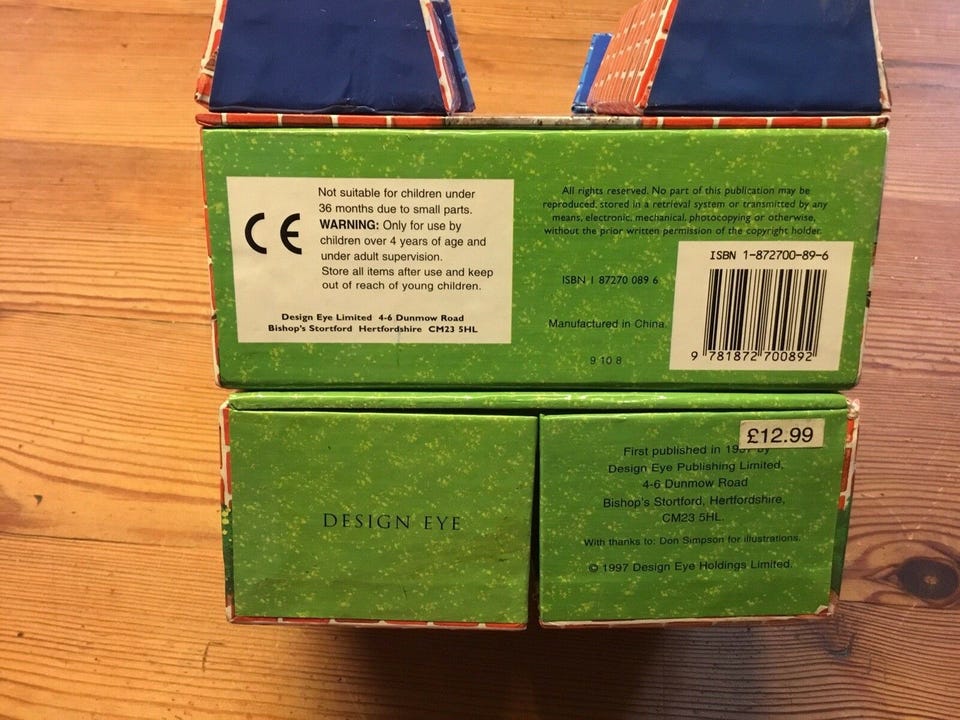 Not suitable for children under
36 months due to small parts.
WARNING: Only for use by
children over 4 years of age and
under adult supervision.
Store all items after use and keep
out of reach of young children.
CE
Design Eye Limited 4-6 Dunmow Road
Bishop's Stortford Hertfordshire CM23 5HL
All rights reserved. No part of this publication may be
reproduced, stored in a retrieval system or transmitted by any
means, electronic, mechanical, photocopying or otherwise,
without the prior written permission of the copyright holder.
ISBN 1 87270 089 6
Manufactured in China.
9 10 8
ISBN 1-872700-89-6
9 781872 700892
DESIGN EYE
£12.99
First published in 1997 by
Design Eye Publishing Limited,
4-6 Dunmow Road
Bishop's Stortford, Hertfordshire,
CM23 5HL.
With thanks to: Don Simpson for illustrations.
© 1997 Design Eye Holdings Limited.